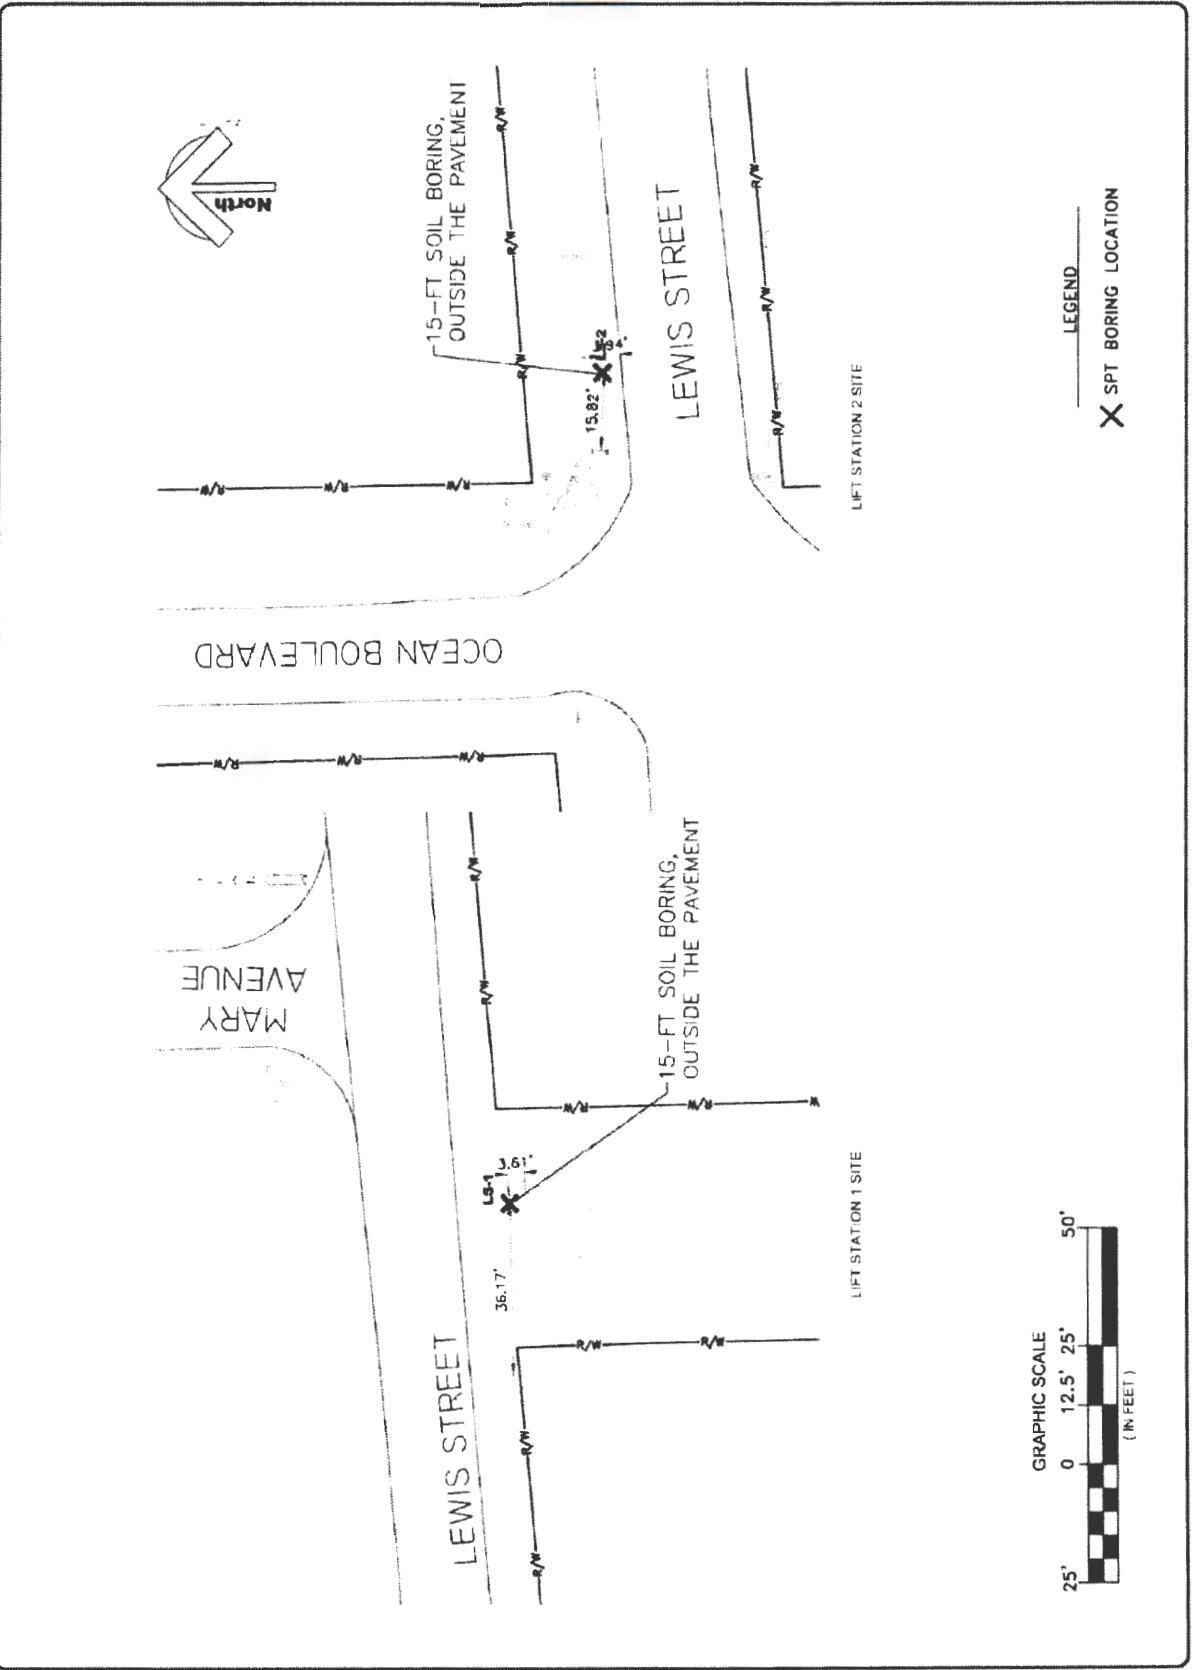 North
15-FT SOIL BORING,
OUTSIDE THE PAVEMENT
R/W
R/W
R/W
R/W
R/W
R/W
LS-2
15.82'
LEWIS STREET
R/W
R/W
R/W
R/W
LIFT STATION 2 SITE
OCEAN BOULEVARD
R/W
R/W
R/W
MARY
AVENUE
R/W
R/W
15-FT SOIL BORING,
OUTSIDE THE PAVEMENT
R/W
R/W
LS-1
3.61'
36.17'
R/W
R/W
LEWIS STREET
R/W
R/W
LIFT STATION 1 SITE
LEGEND
X SPT BORING LOCATION
GRAPHIC SCALE
25' 0 12.5' 25' 50'
( IN FEET )